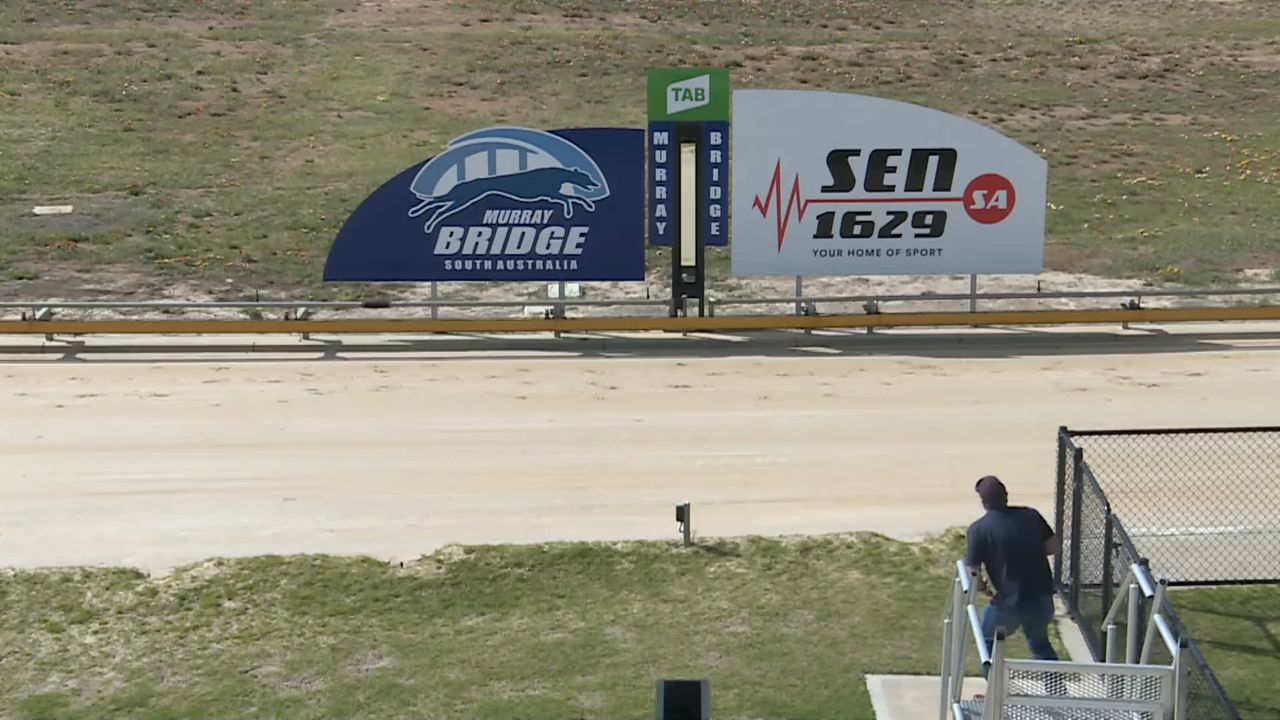 TAB
MURRAY
BRIDGE
MURRAY
BRIDGE
SOUTH AUSTRALIA
SEN
SA
1629
YOUR HOME OF SPORT